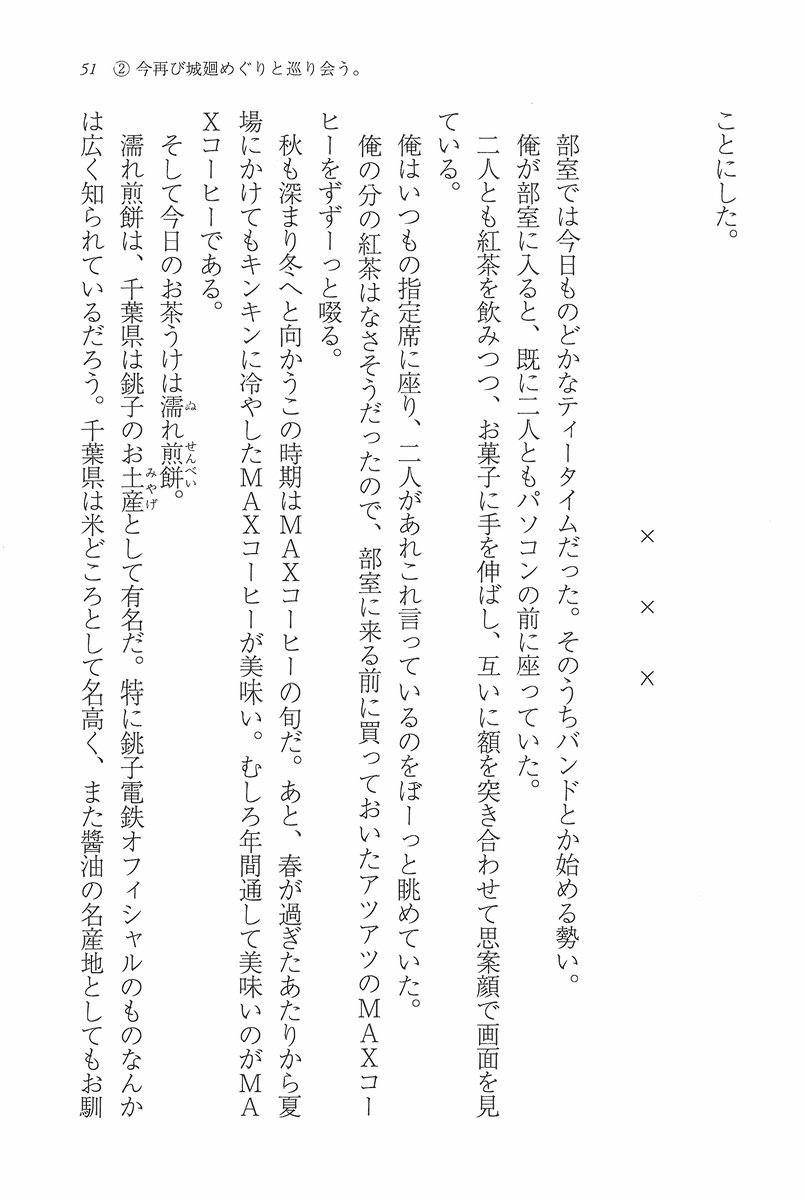 51　② 今再び城廻めぐりと巡り会う。
ことにした。
×　×　×
部室では今日ものどかなティータイムだった。そのうちバンドとか始める勢い。
俺が部室に入ると、既に二人ともパソコンの前に座っていた。
二人とも紅茶を飲みつつ、お菓子に手を伸ばし、互いに額を突き合わせて思案顔で画面を見
ている。
俺はいつもの指定席に座り、二人があれこれ言っているのをぼーっと眺めていた。
俺の分の紅茶はなさそうだったので、部室に来る前に買っておいたアツアツのＭＡＸコー
ヒーをずずーっと啜る。
秋も深まり冬へと向かうこの時期はＭＡＸコーヒーの旬だ。あと、春が過ぎたあたりから夏
場にかけてもキンキンに冷やしたＭＡＸコーヒーが美味い。むしろ年間通して美味いのがＭＡ
Ｘコーヒーである。
そして今日のお茶うけは濡れ煎餅。
ぬ　せんべい
濡れ煎餅は、千葉県は銚子のお土産として有名だ。特に銚子電鉄オフィシャルのものなんか
みやげ
は広く知られているだろう。千葉県は米どころとして名高く、また醬油の名産地としてもお馴